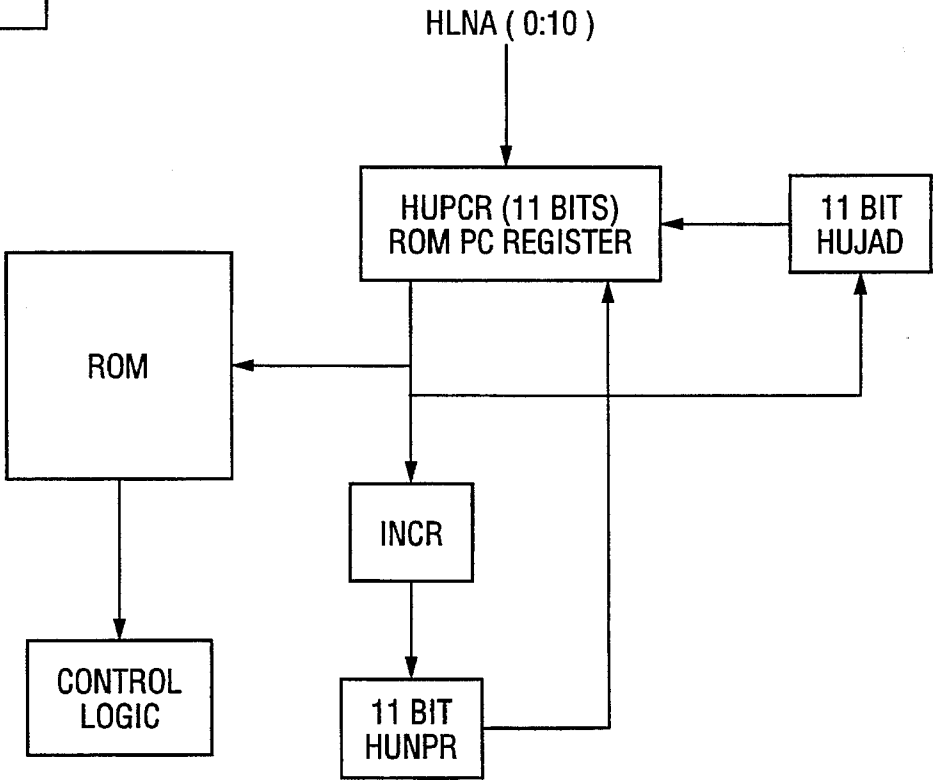 HLNA ( 0:10 )
HUPCR (11 BITS)
ROM PC REGISTER
11 BIT
HUJAD
ROM
INCR
CONTROL
LOGIC
11 BIT
HUNPR